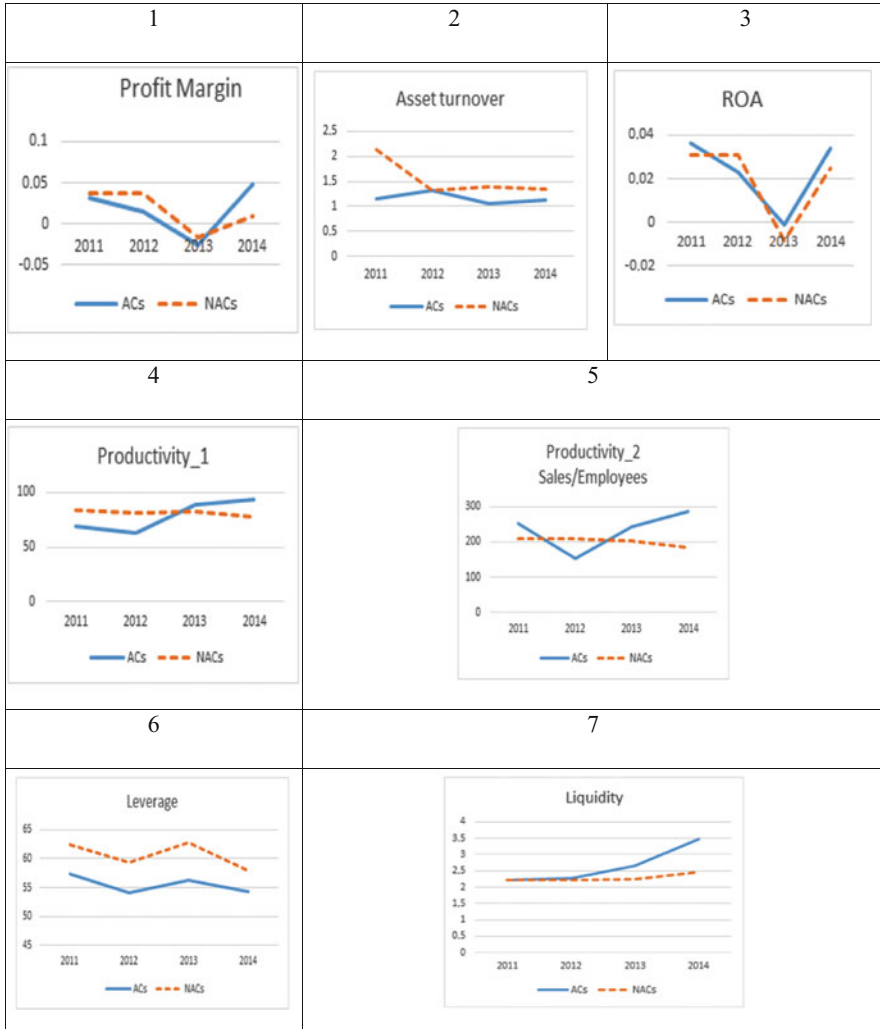 1
2
3
Profit Margin
0.1
0.05
0
-0.05
2011 2012 2013 2014
ACs NACs
Asset turnover
2.5
2
1.5
1
0.5
0
2011 2012 2013 2014
ACs NACs
ROA
0.04
0.02
0
-0.02
2011 2012 2013 2014
ACs NACs
4
5
Productivity_1
100
50
0
2011 2012 2013 2014
ACs NACs
Productivity_2
Sales/Employees
300
200
100
0
2011 2012 2013 2014
ACs NACs
6
7
Leverage
65
60
55
50
45
2011 2012 2013 2014
ACs NACs
Liquidity
4
3.5
3
2.5
2
1.5
1
0.5
0
2011 2012 2013 2014
ACs NACs